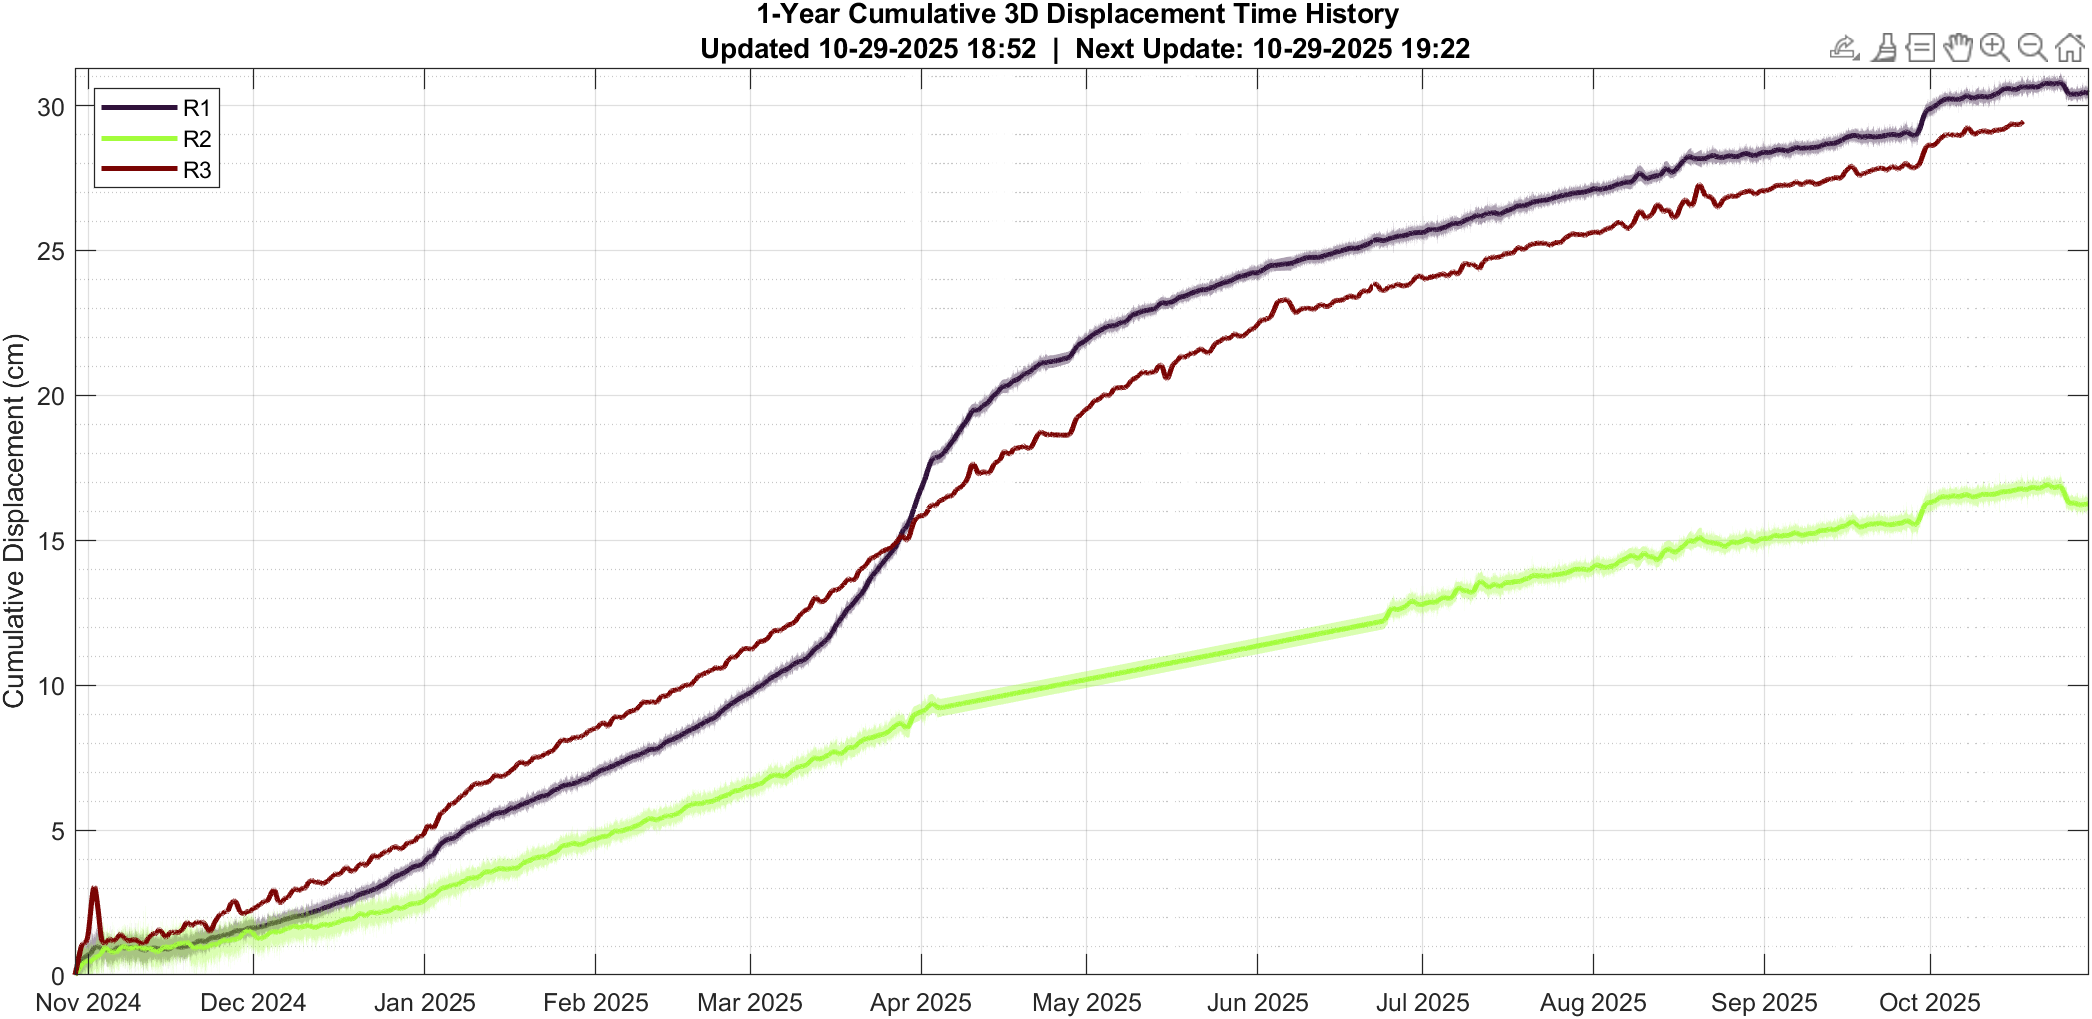 1-Year Cumulative 3D Displacement Time History
Updated 10-29-2025 18:52 | Next Update: 10-29-2025 19:22
R1
R2
R3
Cumulative Displacement (cm)
30
25
20
15
10
5
0
Nov 2024 Dec 2024 Jan 2025 Feb 2025 Mar 2025 Apr 2025 May 2025 Jun 2025 Jul 2025 Aug 2025 Sep 2025 Oct 2025